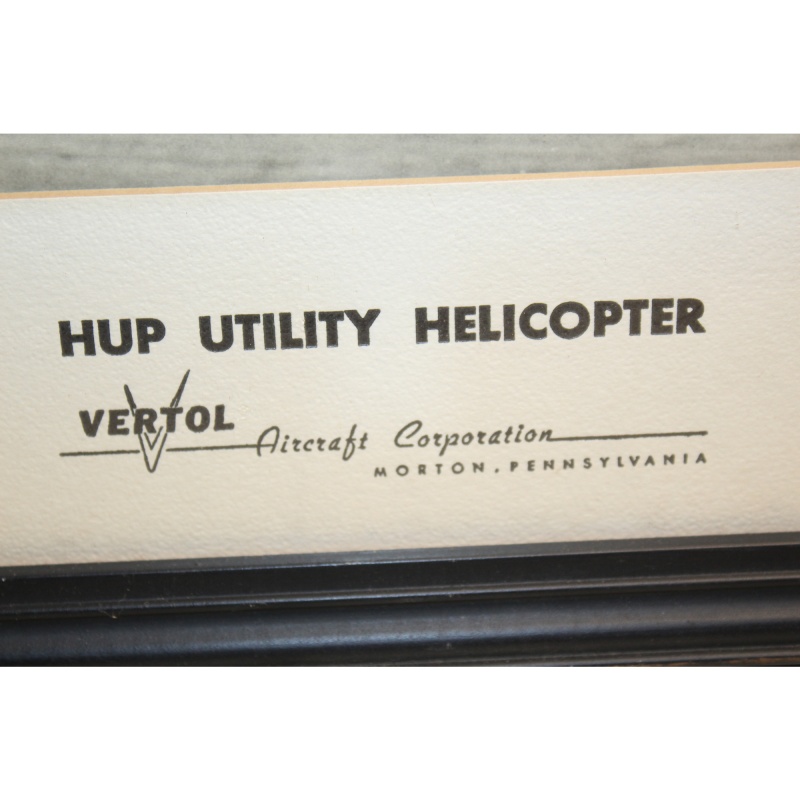 HUP UTILITY HELICOPTER
VERTOL Aircraft Corporation
MORTON, PENNSYLVANIA